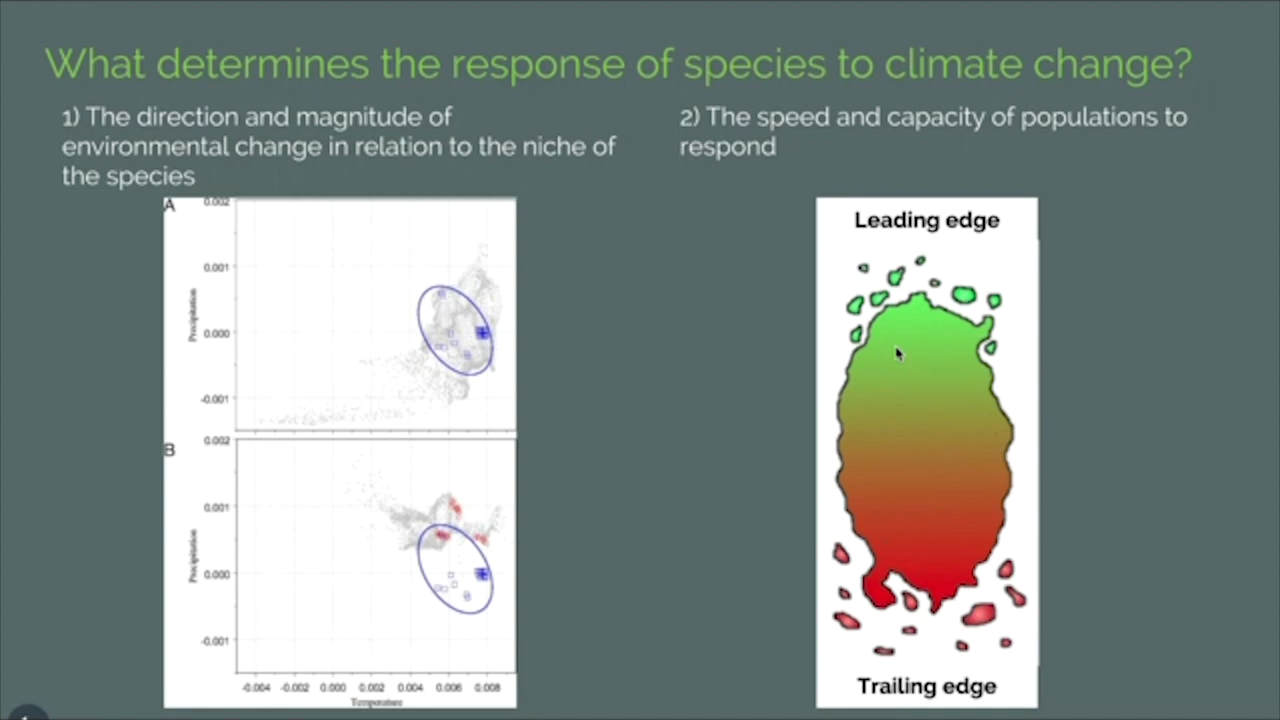 What determines the response of species to climate change?
1) The direction and magnitude of
environmental change in relation to the niche of
the species
2) The speed and capacity of populations to
respond
A
0.002
0.001
0.000
-0.001
Precipitation
B
0.002
0.001
0.000
-0.001
Precipitation
-0.004 -0.002 0.000 0.002 0.004 0.006 0.008
Temperature
Leading edge
Trailing edge